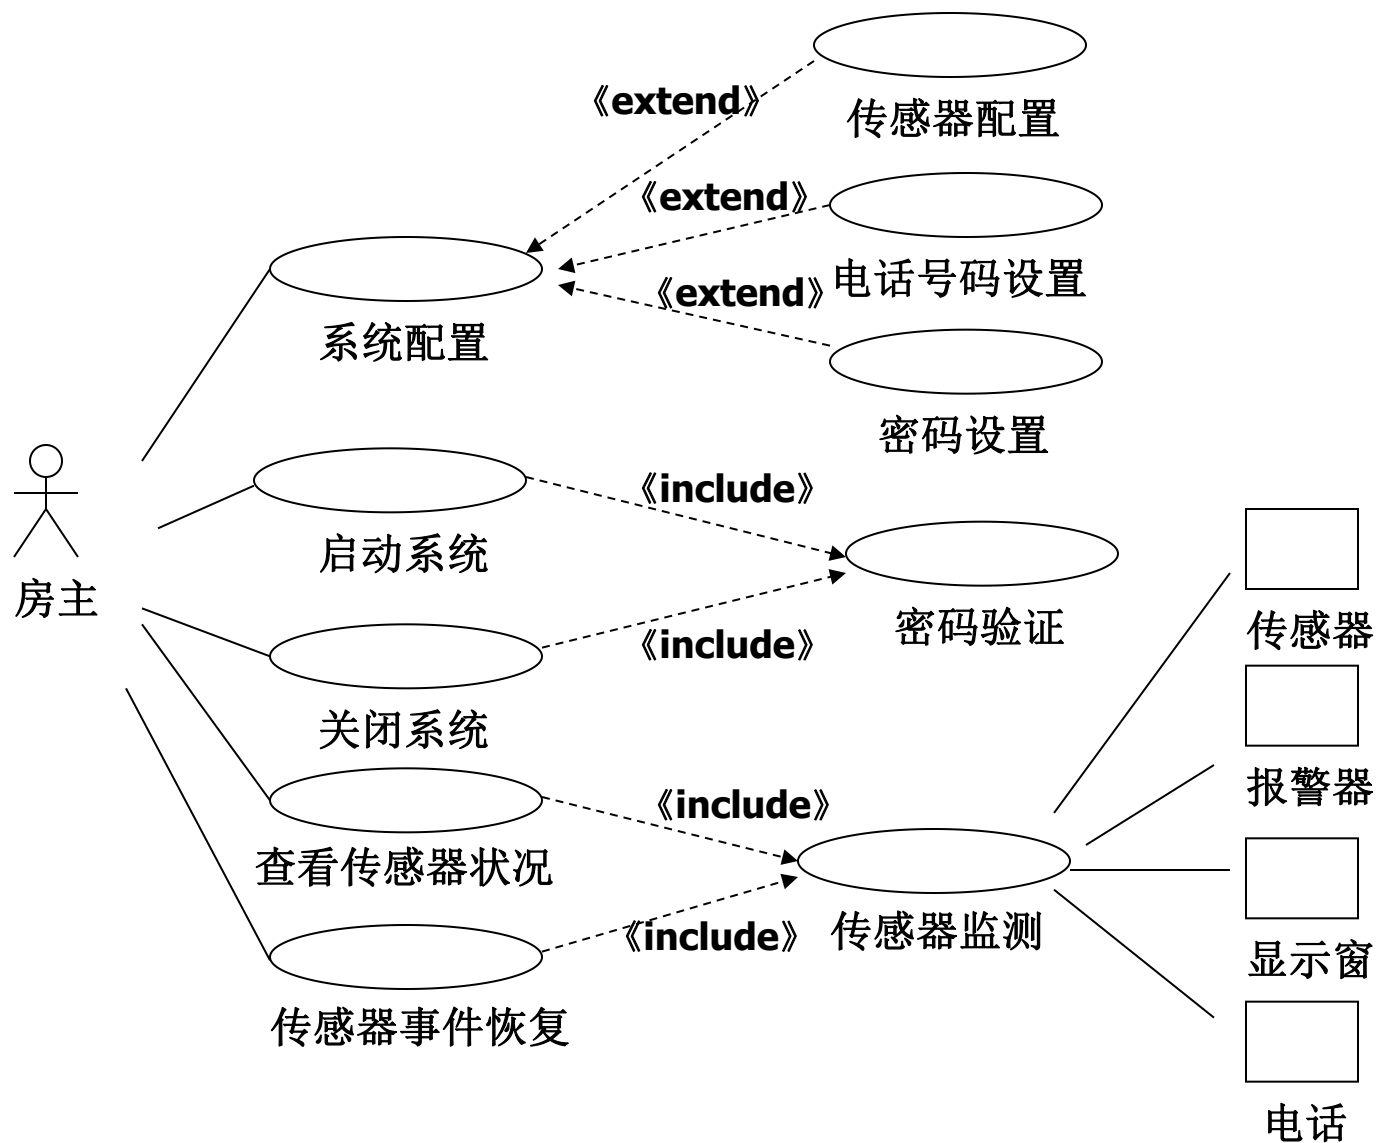 《extend》
传感器配置
《extend》
电话号码设置
《extend》
系统配置
密码设置
《include》
启动系统
房主
密码验证
传感器
《include》
关闭系统
报警器
《include》
查看传感器状况
《include》
传感器监测
显示窗
传感器事件恢复
电话